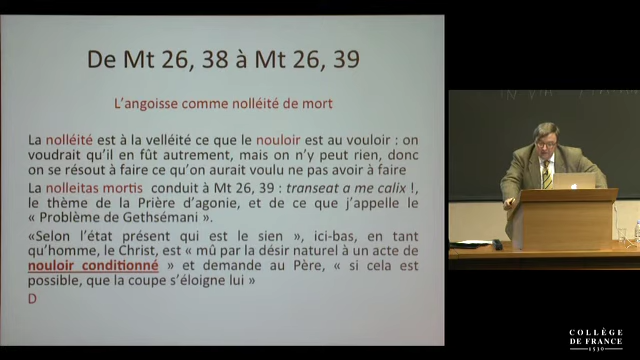 De Mt 26, 38 à Mt 26, 39
L'angoisse comme nolléité de mort
La nolléité est à la velléité ce que le nouloir est au vouloir : on
voudrait qu'il en fût autrement, mais on n'y peut rien, donc
on se résout à faire ce qu'on aurait voulu ne pas avoir à faire
La nolleitas mortis conduit à Mt 26, 39 : transeat a me calix !,
le thème de la Prière d'agonie, et de ce que j'appelle le
« Problème de Gethsémani ».
«Selon l'état présent qui est le sien », ici-bas, en tant
qu'homme, le Christ, est « mû par la désir naturel à un acte de
nouloir conditionné » et demande au Père, « si cela est
possible, que la coupe s'éloigne lui »
D
COLLÈGE
DE FRANCE
1530